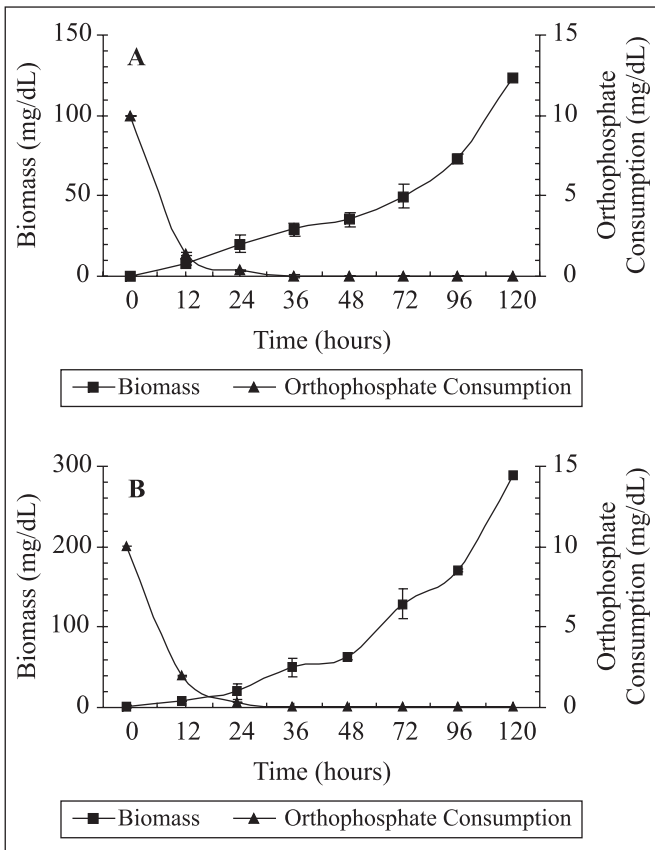 A
150
100
50
0
Biomass (mg/dL)
15
10
5
0
Orthophosphate
Consumption (mg/dL)
0 12 24 36 48 72 96 120
Time (hours)
Biomass Orthophosphate Consumption
B
300
200
100
0
Biomass (mg/dL)
15
10
5
0
Orthophosphate
Consumption (mg/dL)
0 12 24 36 48 72 96 120
Time (hours)
Biomass Orthophosphate Consumption